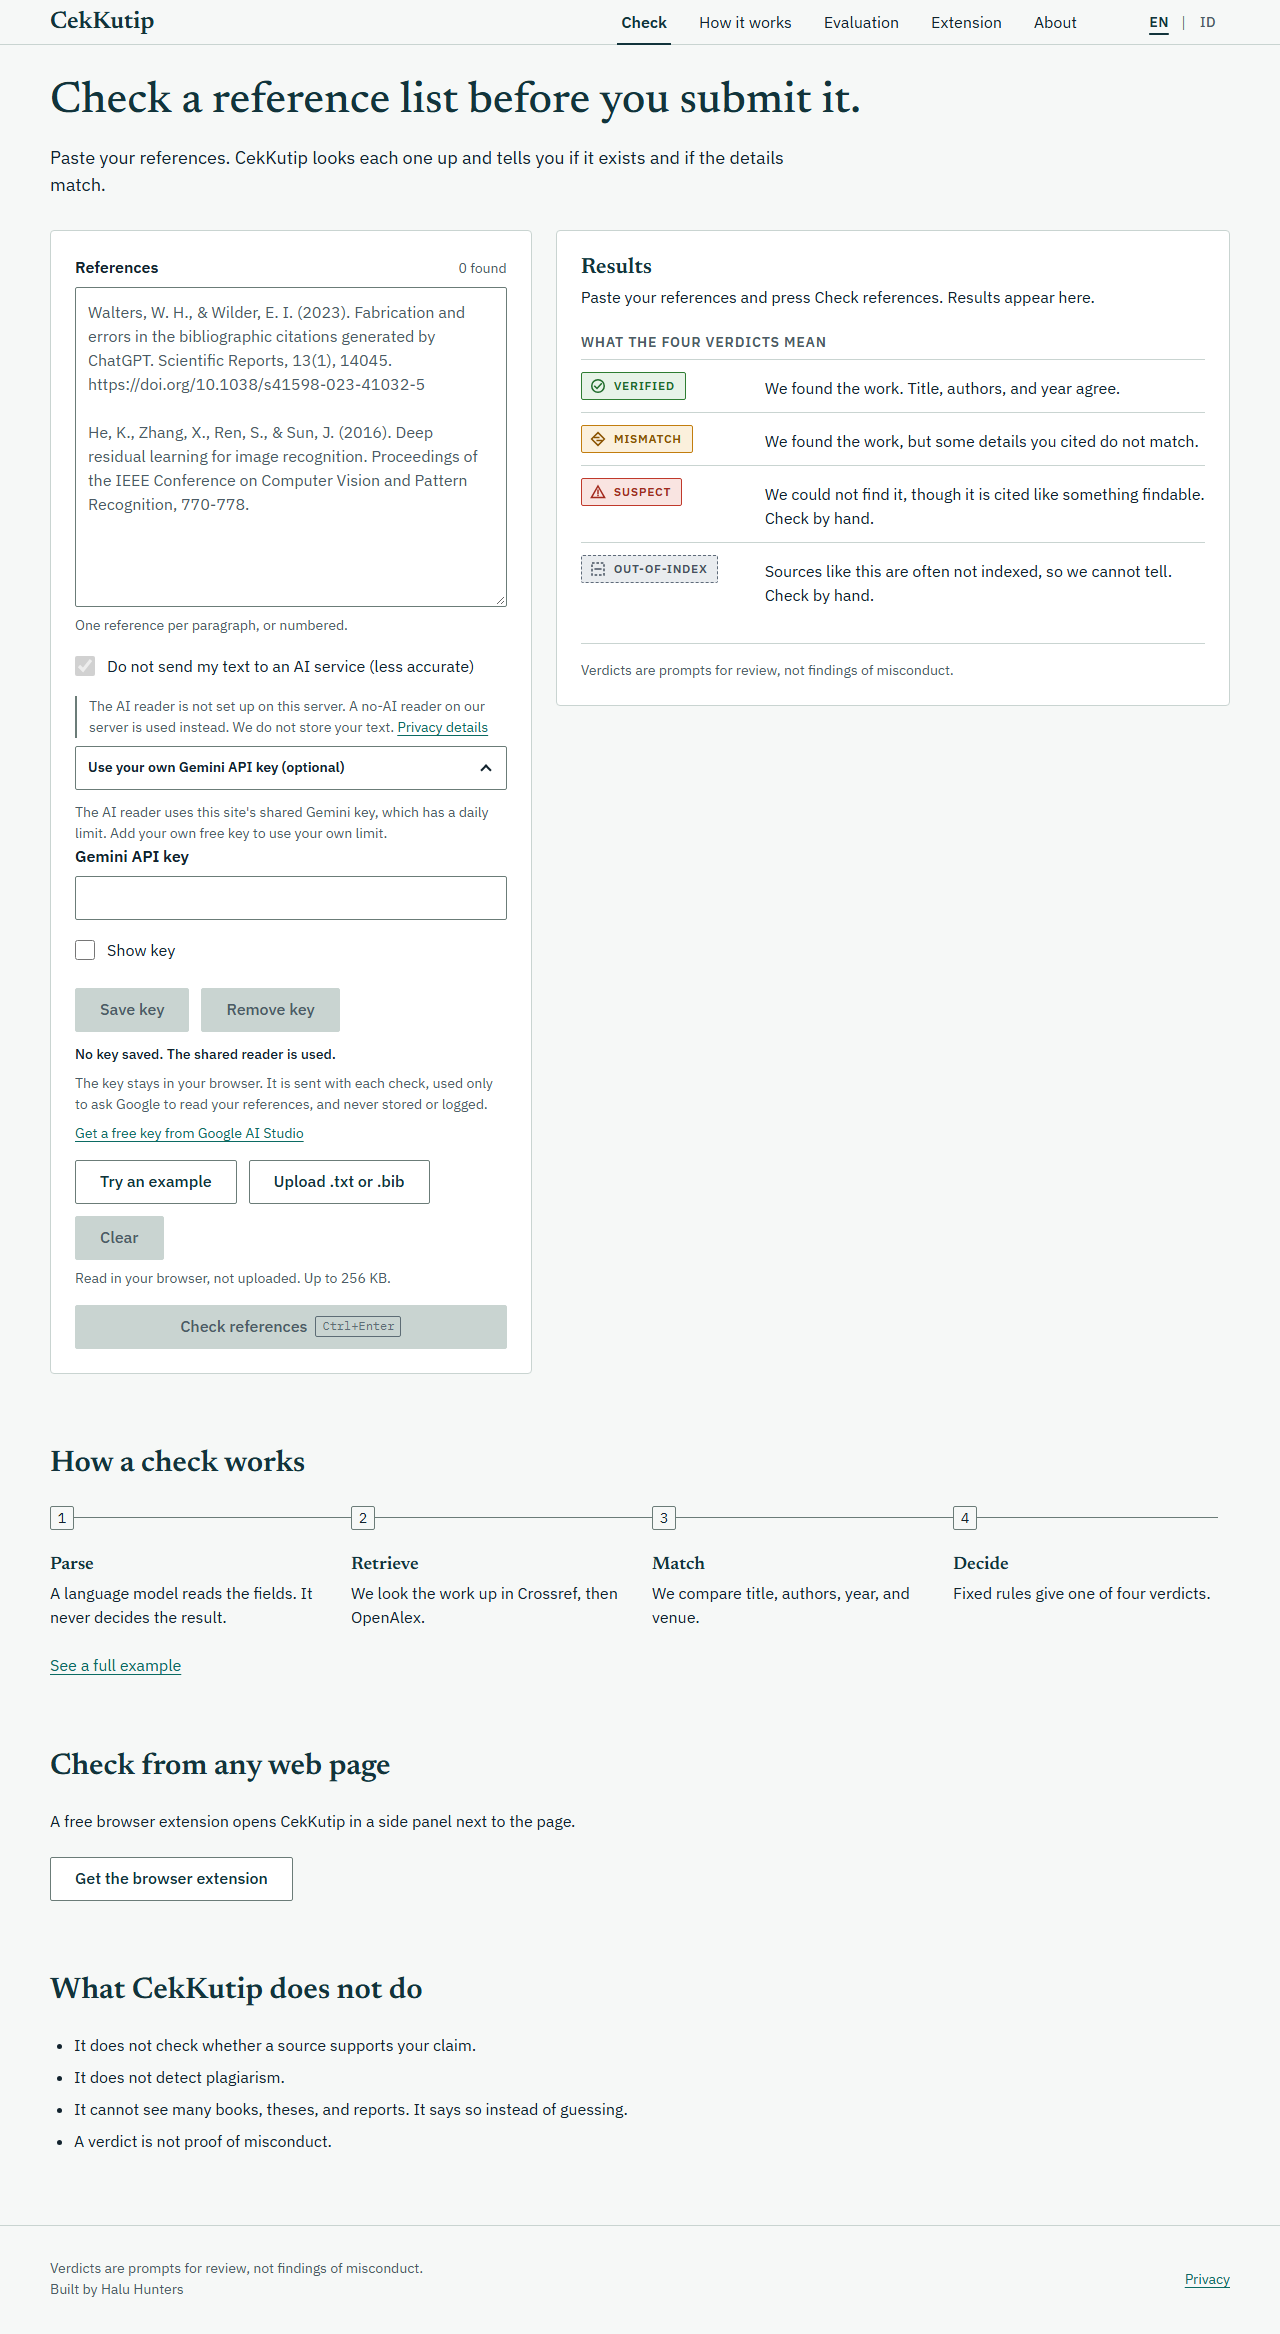 CekKutip
Check
How it works
Evaluation
Extension
About
EN | ID
Check a reference list before you submit it.
Paste your references. CekKutip looks each one up and tells you if it exists and if the details
match.
References
0 found
Walters, W. H., & Wilder, E. I. (2023). Fabrication and
errors in the bibliographic citations generated by
ChatGPT. Scientific Reports, 13(1), 14045.
https://doi.org/10.1038/s41598-023-41032-5
He, K., Zhang, X., Ren, S., & Sun, J. (2016). Deep
residual learning for image recognition. Proceedings of
the IEEE Conference on Computer Vision and Pattern
Recognition, 770-778.
One reference per paragraph, or numbered.
Do not send my text to an AI service (less accurate)
The AI reader is not set up on this server. A no-AI reader on our
server is used instead. We do not store your text. Privacy details
Use your own Gemini API key (optional)
The AI reader uses this site's shared Gemini key, which has a daily
limit. Add your own free key to use your own limit.
Gemini API key
Show key
Save key
Remove key
No key saved. The shared reader is used.
The key stays in your browser. It is sent with each check, used only
to ask Google to read your references, and never stored or logged.
Get a free key from Google AI Studio
Try an example
Upload .txt or .bib
Clear
Read in your browser, not uploaded. Up to 256 KB.
Check references Ctrl+Enter
Results
Paste your references and press Check references. Results appear here.
WHAT THE FOUR VERDICTS MEAN
VERIFIED
We found the work. Title, authors, and year agree.
MISMATCH
We found the work, but some details you cited do not match.
SUSPECT
We could not find it, though it is cited like something findable.
Check by hand.
OUT-OF-INDEX
Sources like this are often not indexed, so we cannot tell.
Check by hand.
Verdicts are prompts for review, not findings of misconduct.
How a check works
1
Parse
A language model reads the fields. It
never decides the result.
2
Retrieve
We look the work up in Crossref, then
OpenAlex.
3
Match
We compare title, authors, year, and
venue.
4
Decide
Fixed rules give one of four verdicts.
See a full example
Check from any web page
A free browser extension opens CekKutip in a side panel next to the page.
Get the browser extension
What CekKutip does not do
• It does not check whether a source supports your claim.
• It does not detect plagiarism.
• It cannot see many books, theses, and reports. It says so instead of guessing.
• A verdict is not proof of misconduct.
Verdicts are prompts for review, not findings of misconduct.
Built by Halu Hunters
Privacy